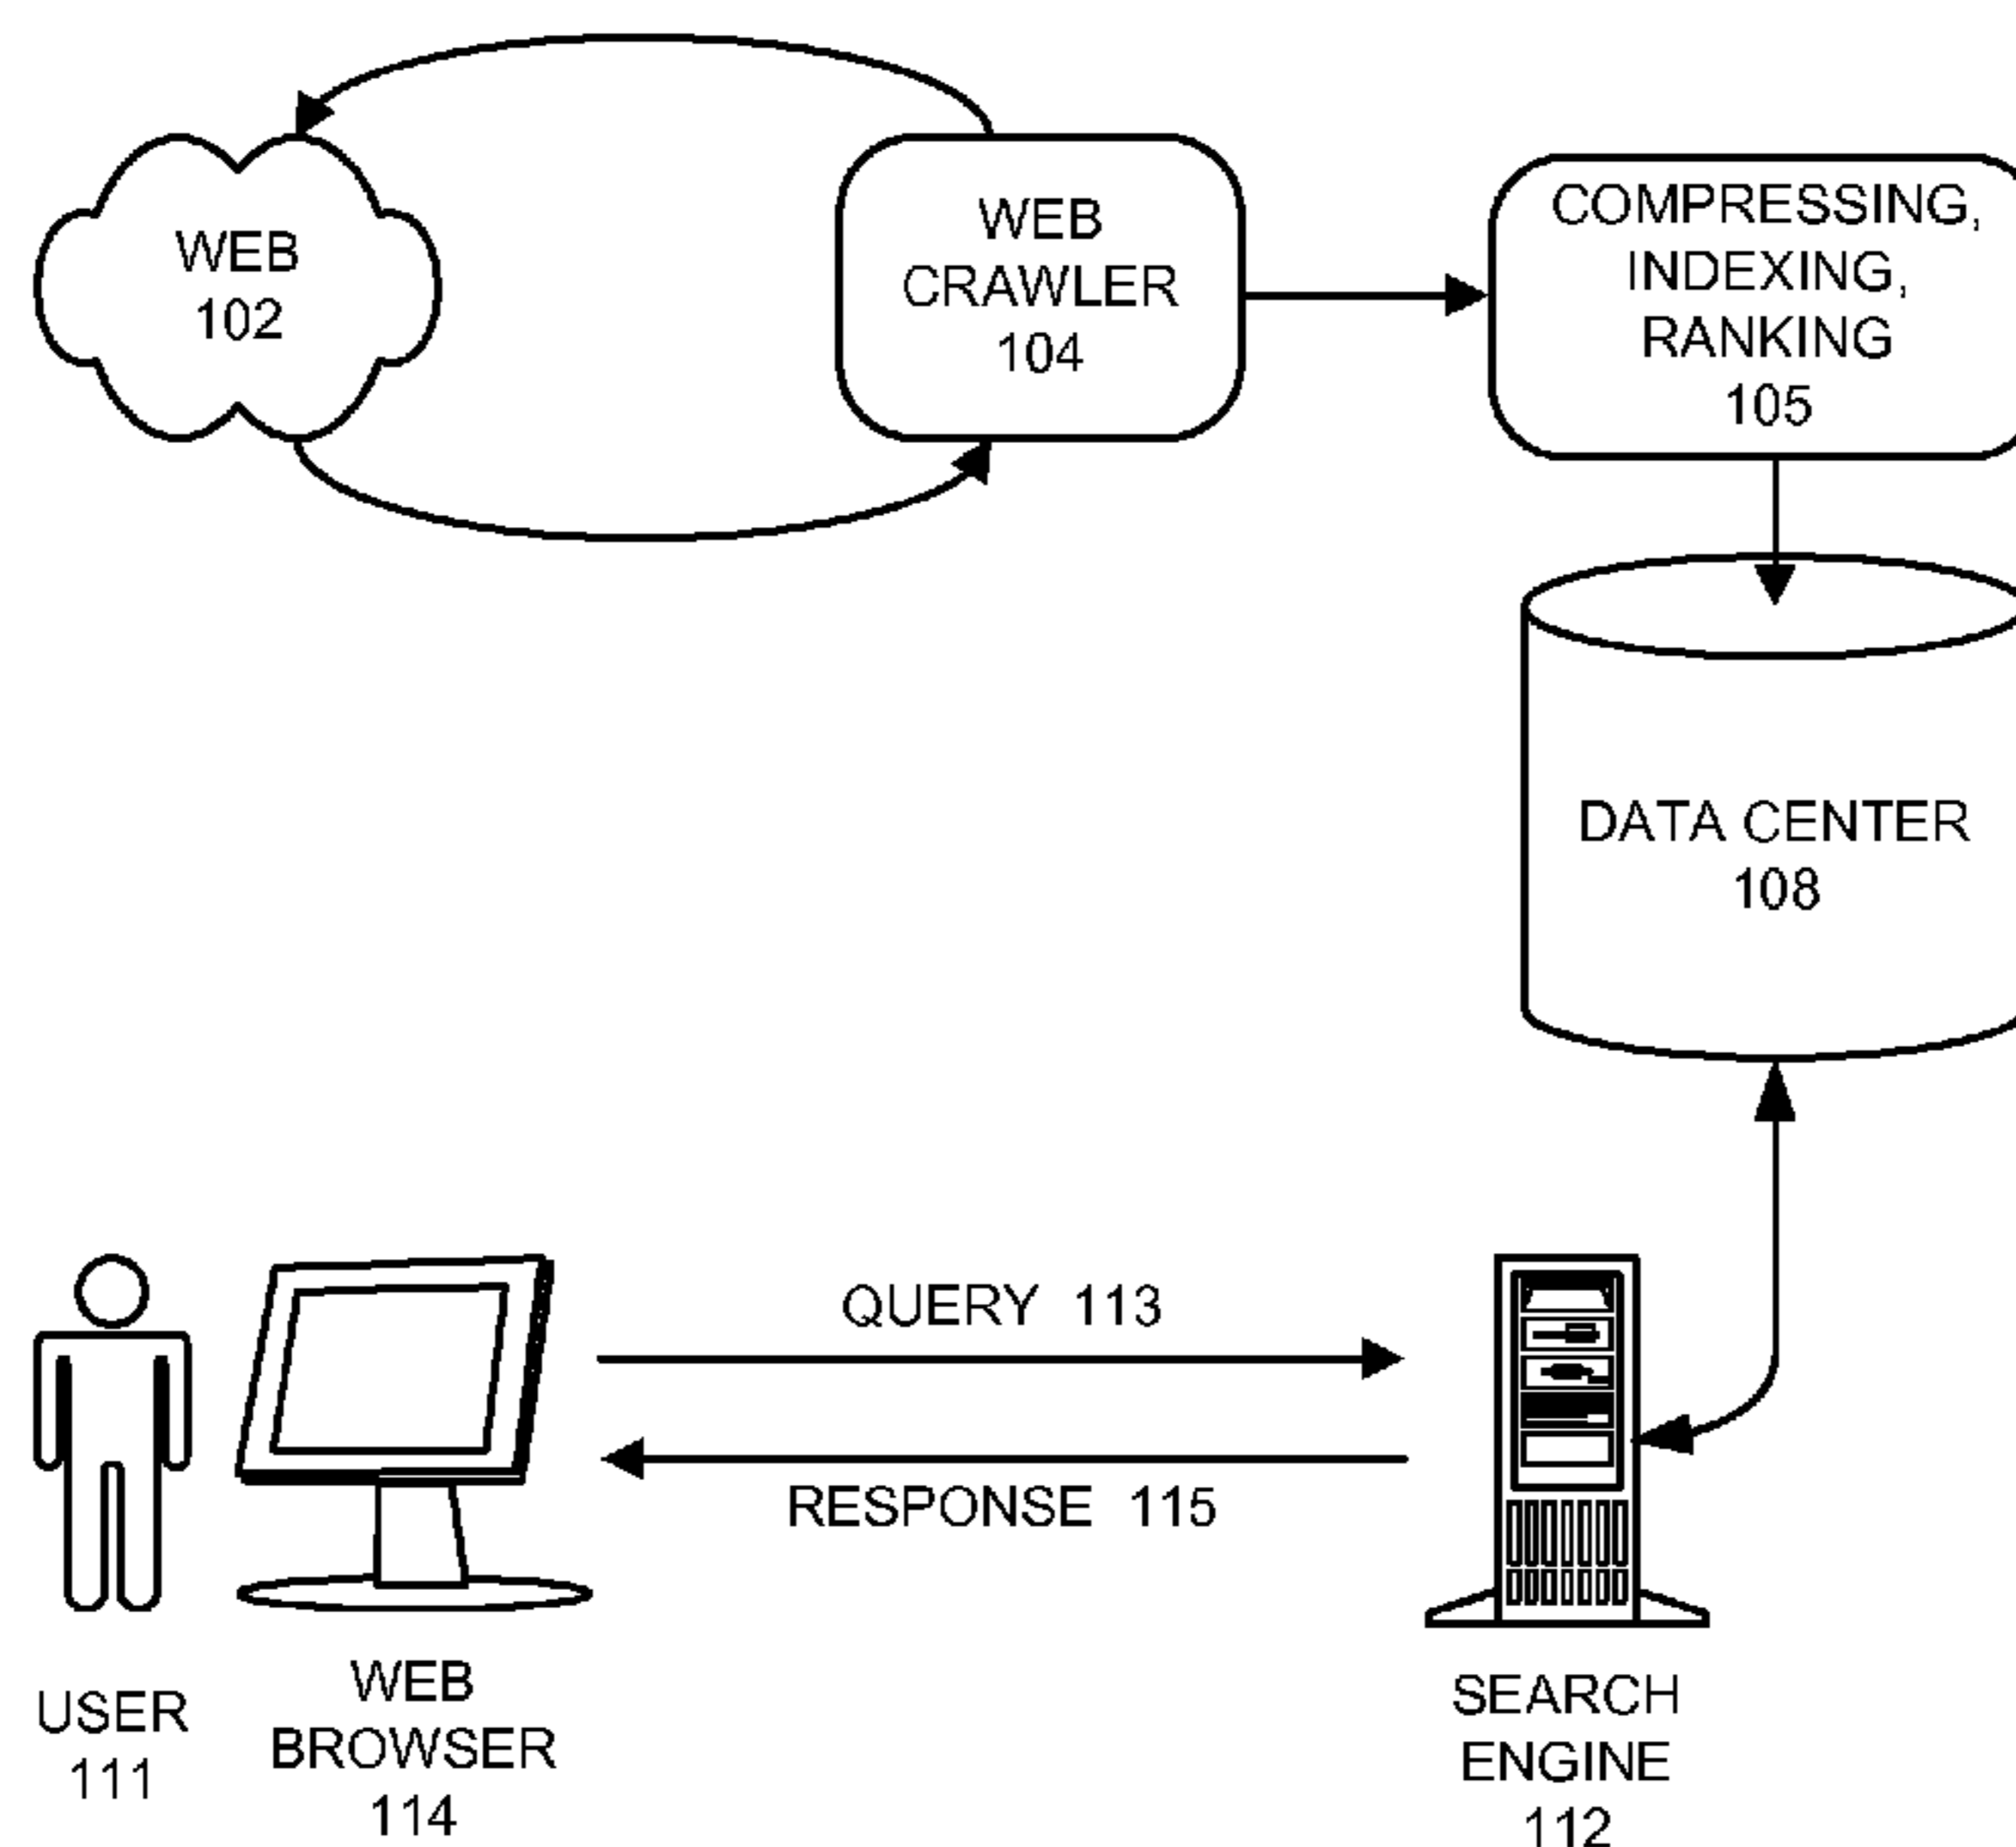 WEB
102
WEB
CRAWLER
104
COMPRESSING,
INDEXING,
RANKING
105
DATA CENTER
108
QUERY 113
RESPONSE 115
USER
111
WEB
BROWSER
114
SEARCH
ENGINE
112